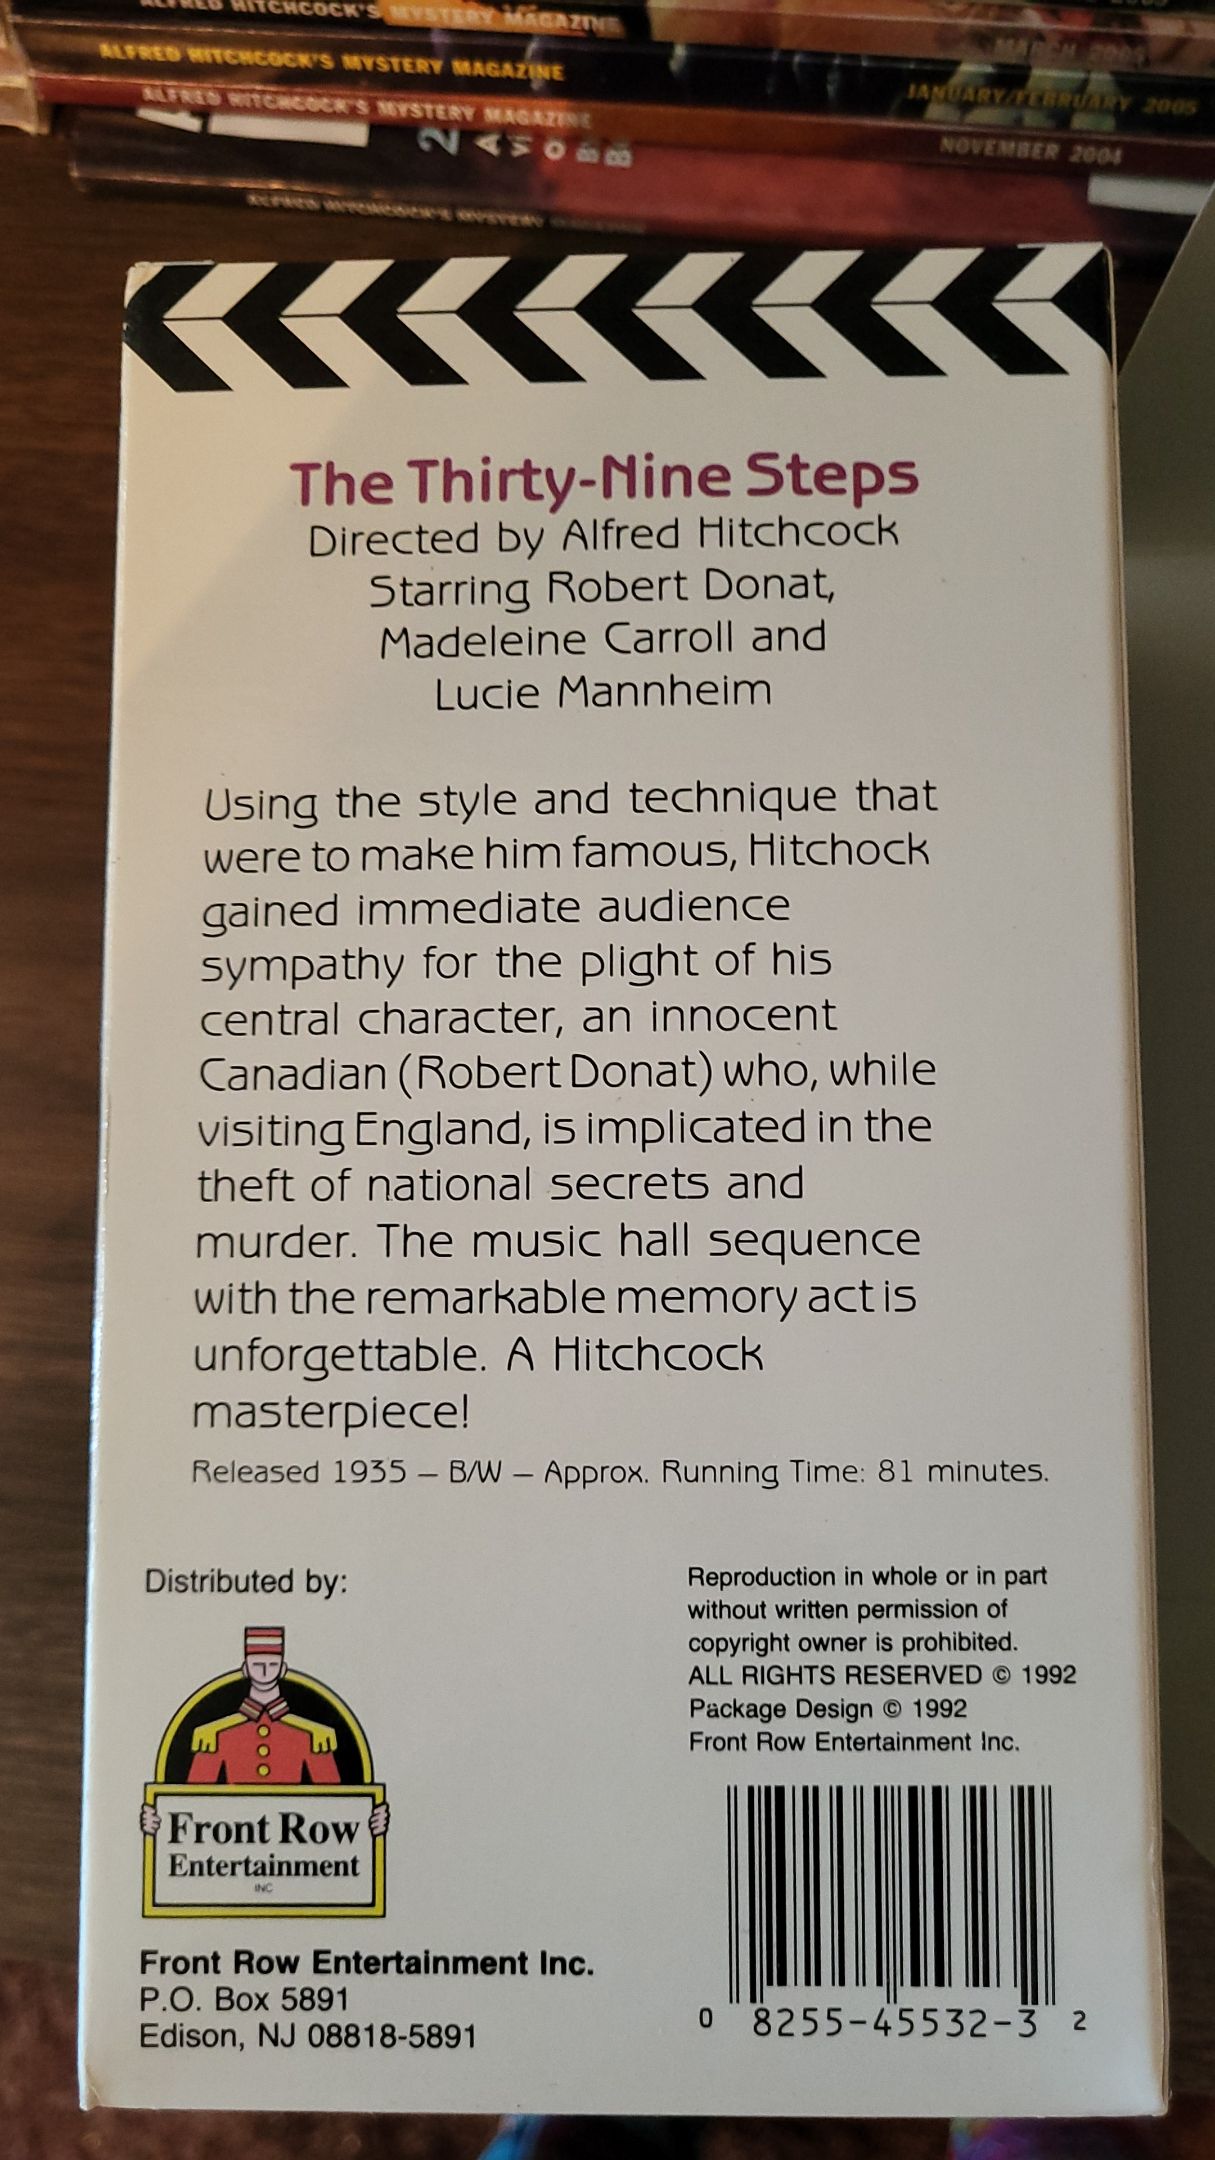 ALFRED HITCHCOCK'S MYSTERY MAGAZINE
ALFRED HITCHCOCK'S MYSTERY MAGAZINE
JANUARY/FEBRUARY 2005
ALFRED HITCHCOCK'S MYSTERY MAGAZINE
NOVEMBER 2004
ALFRED HITCHCOCK'S MYSTERY
The Thirty-Nine Steps
Directed by Alfred Hitchcock
Starring Robert Donat,
Madeleine Carroll and
Lucie Mannheim
Using the style and technique that
were to make him famous, Hitchock
gained immediate audience
sympathy for the plight of his
central character, an innocent
Canadian (Robert Donat) who, while
visiting England, is implicated in the
theft of national secrets and
murder. The music hall sequence
with the remarkable memory act is
unforgettable. A Hitchcock
masterpiece!
Released 1935 – B/W – Approx. Running Time: 81 minutes.
Distributed by:
Front Row
Entertainment
INC
Front Row Entertainment Inc.
P.O. Box 5891
Edison, NJ 08818-5891
Reproduction in whole or in part
without written permission of
copyright owner is prohibited.
ALL RIGHTS RESERVED © 1992
Package Design © 1992
Front Row Entertainment Inc.
0 8255-45532-3 2